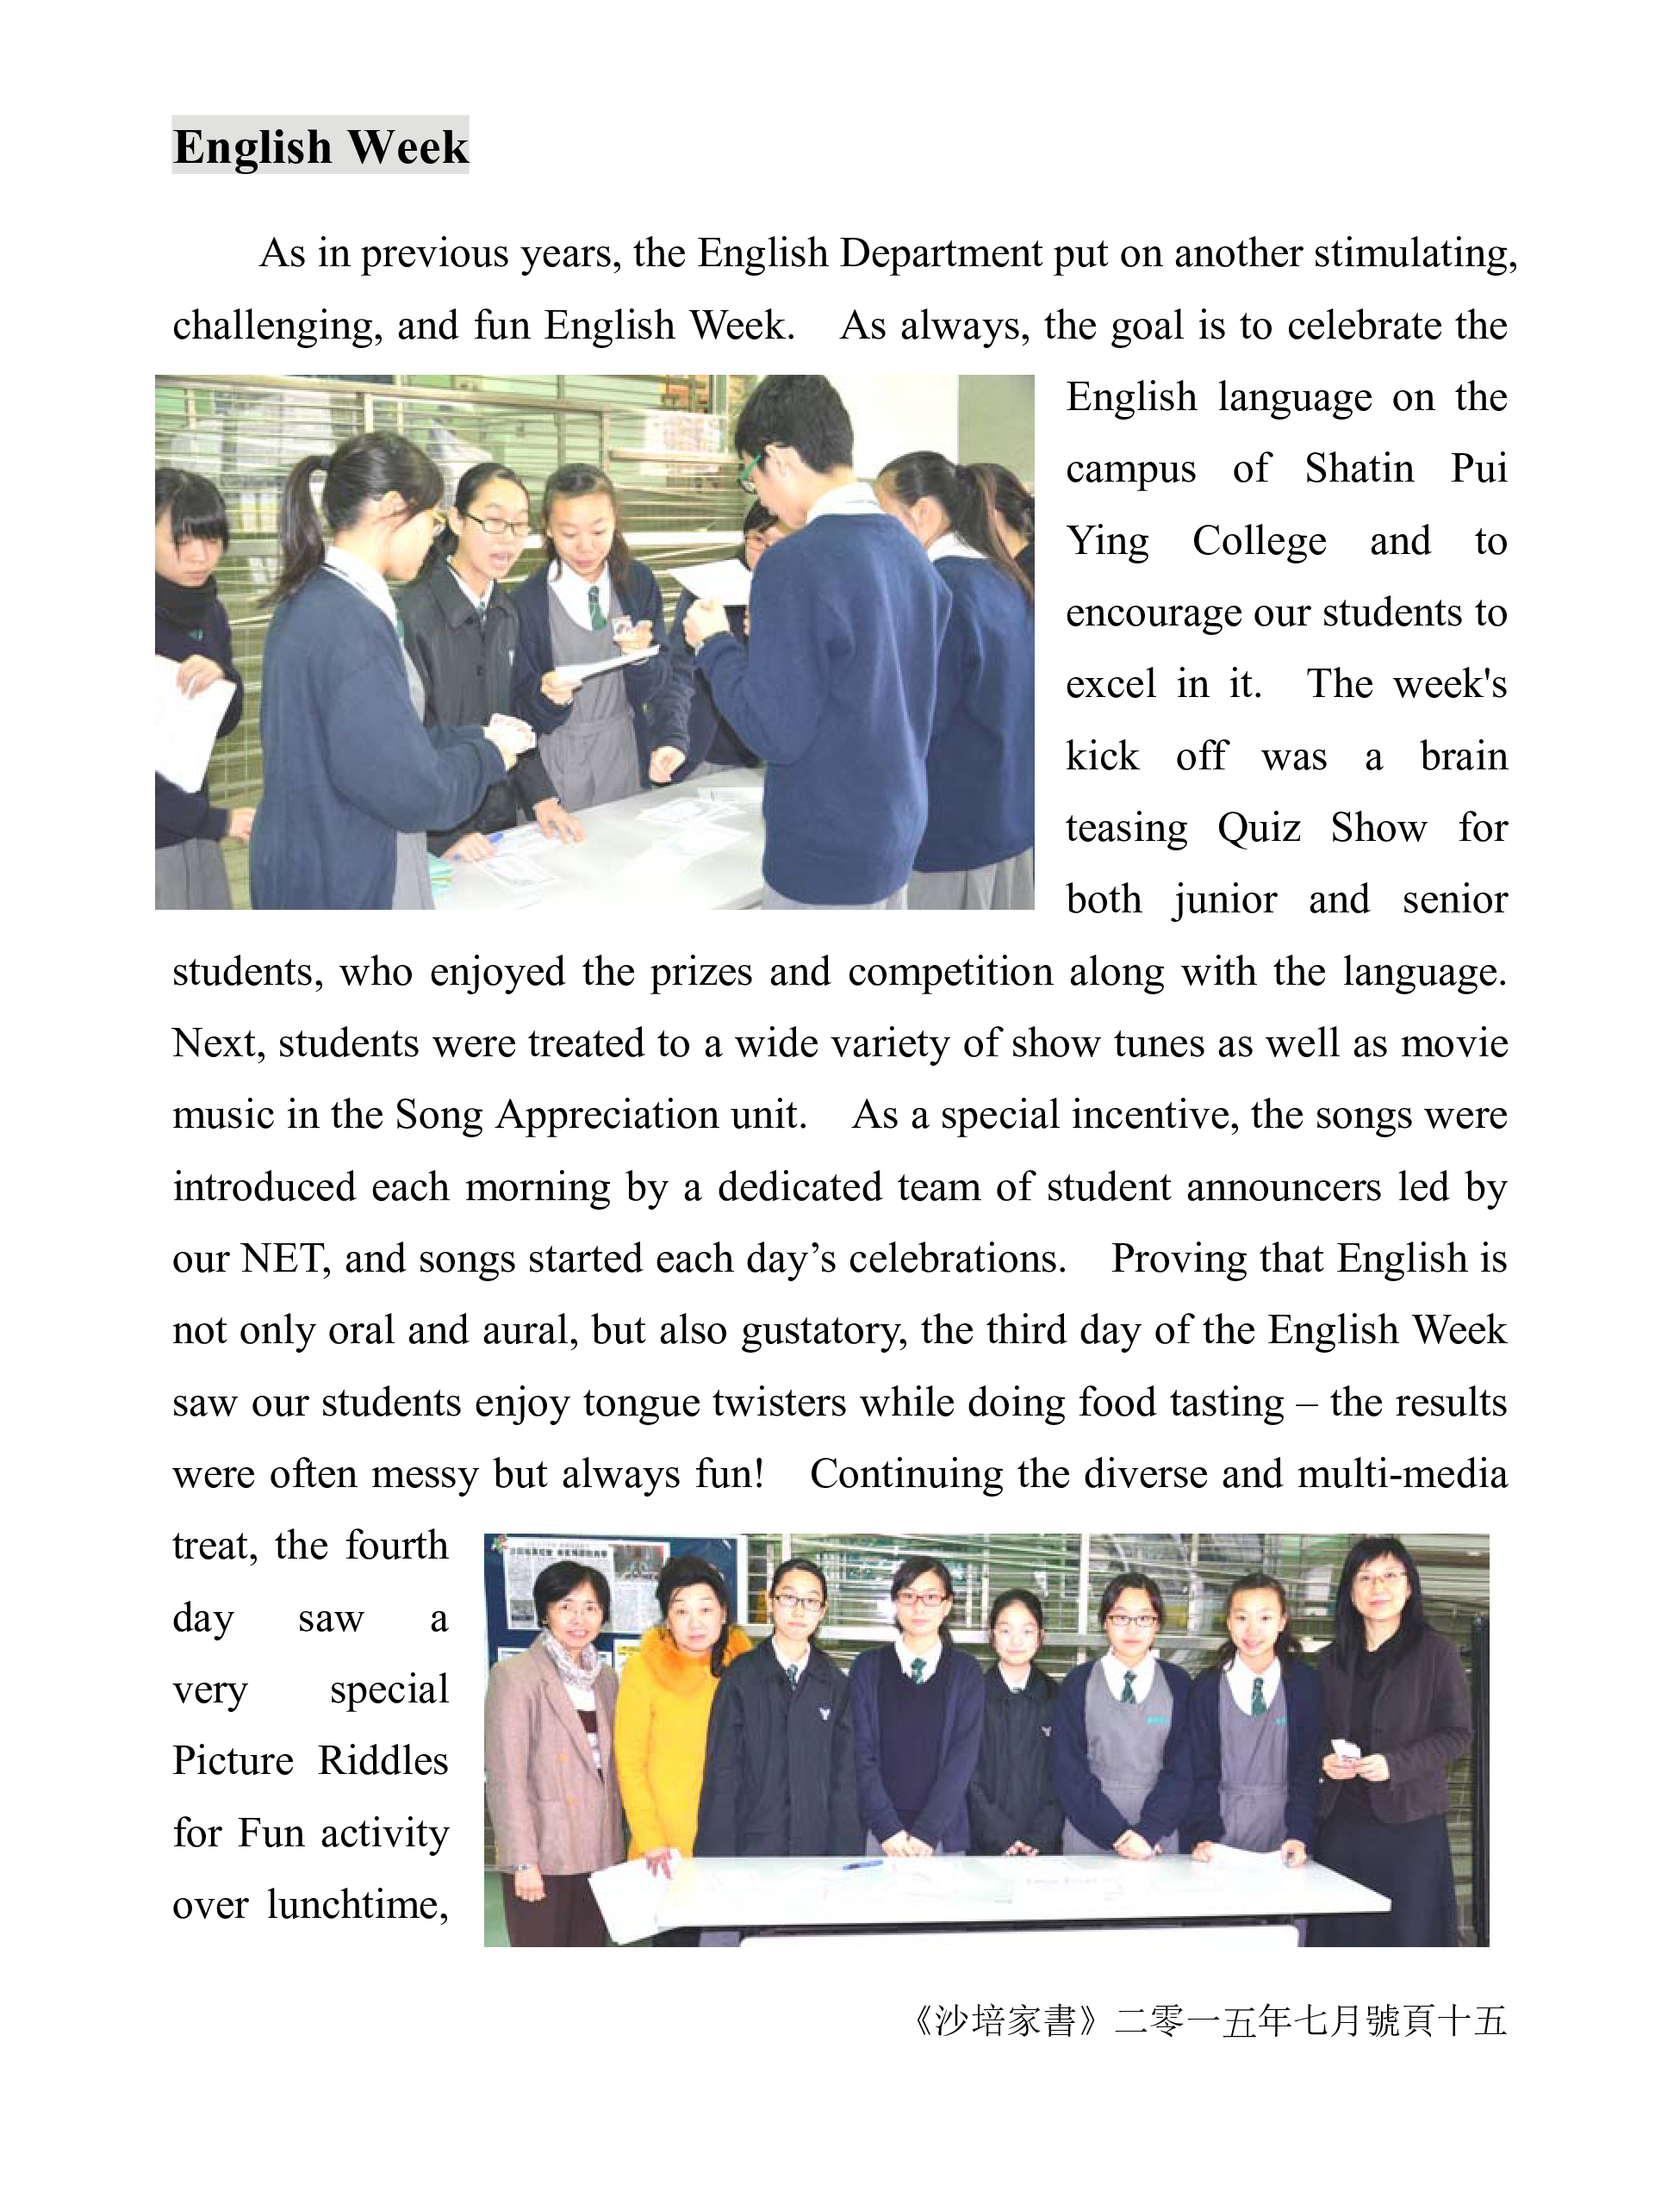 English Week
As in previous years, the English Department put on another stimulating,
challenging, and fun English Week. As always, the goal is to celebrate the
English language on the
campus of Shatin Pui
Ying College and to
encourage our students to
excel in it. The week's
kick off was a brain
teasing Quiz Show for
both junior and senior
students, who enjoyed the prizes and competition along with the language.
Next, students were treated to a wide variety of show tunes as well as movie
music in the Song Appreciation unit. As a special incentive, the songs were
introduced each morning by a dedicated team of student announcers led by
our NET, and songs started each day’s celebrations. Proving that English is
not only oral and aural, but also gustatory, the third day of the English Week
saw our students enjoy tongue twisters while doing food tasting – the results
were often messy but always fun! Continuing the diverse and multi-media
treat, the fourth
day saw a
very special
Picture Riddles
for Fun activity
over lunchtime,
《沙培家書》二零一五年七月號頁十五